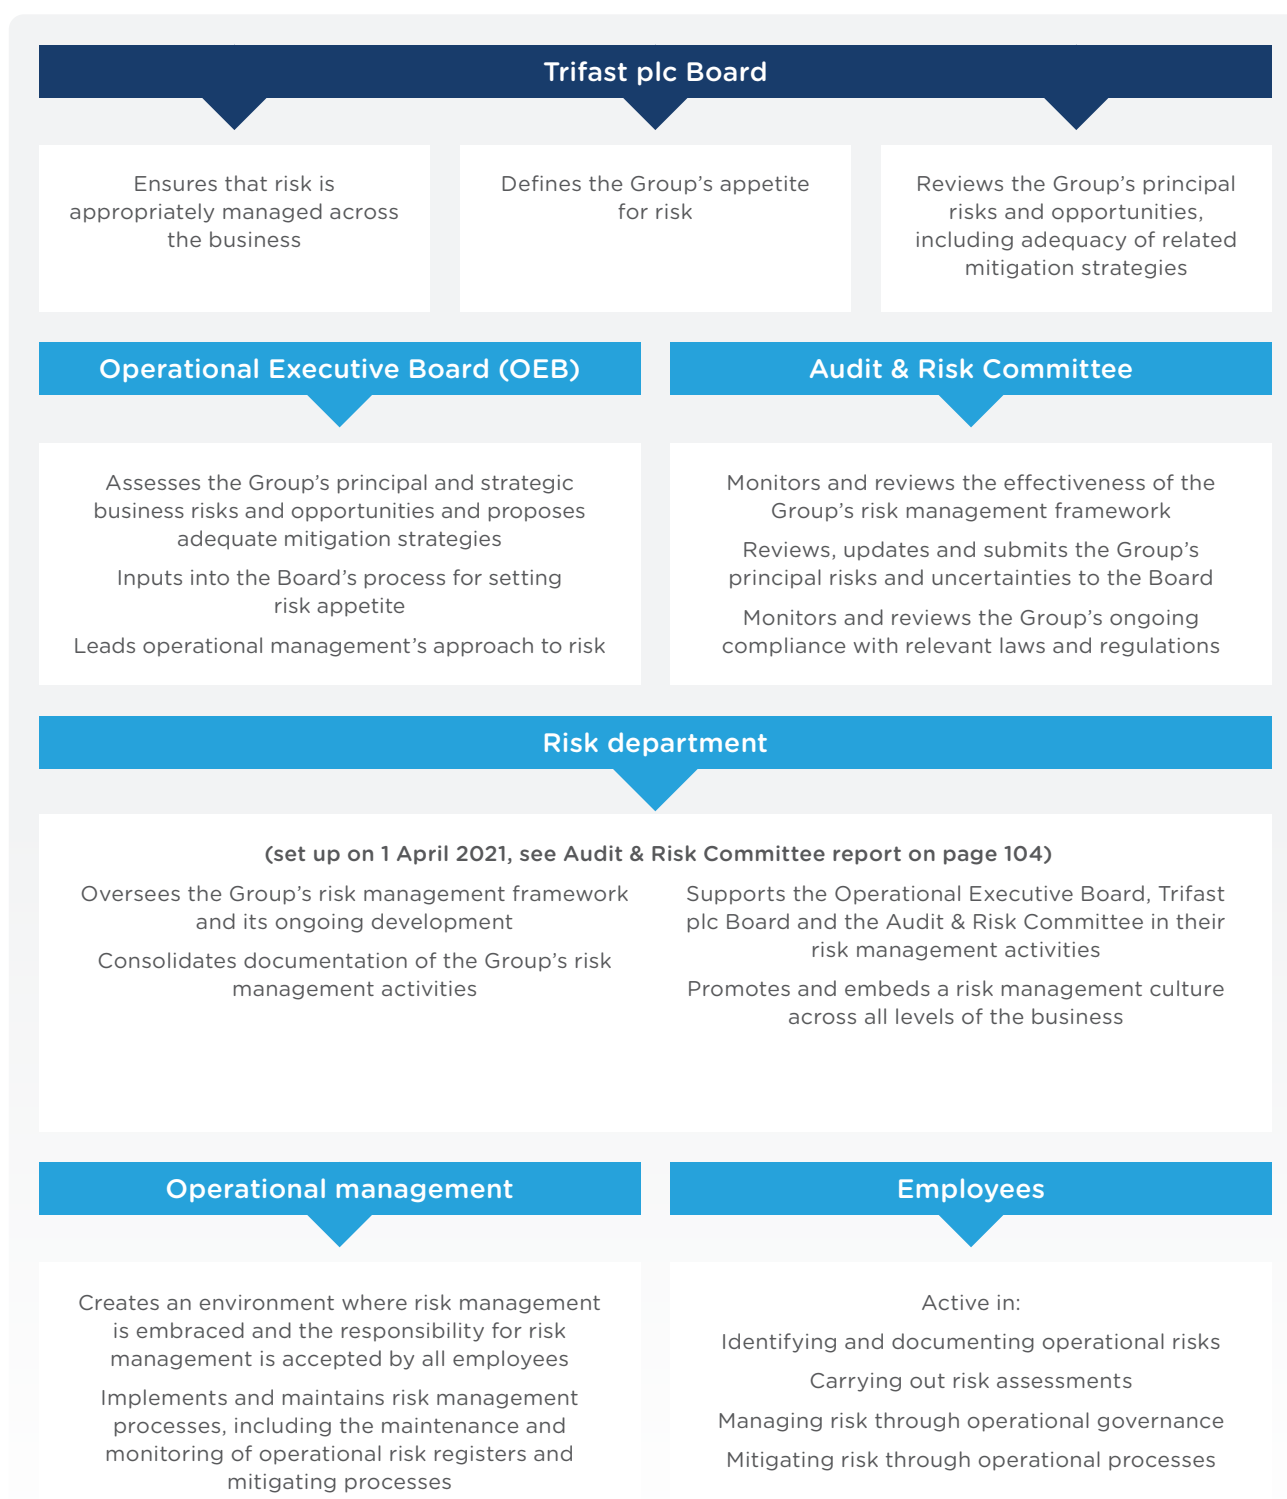 Trifast plc Board
Ensures that risk is
appropriately managed across
the business
Defines the Group’s appetite
for risk
Reviews the Group’s principal
risks and opportunities,
including adequacy of related
mitigation strategies
Operational Executive Board (OEB)
Assesses the Group’s principal and strategic
business risks and opportunities and proposes
adequate mitigation strategies
Inputs into the Board’s process for setting
risk appetite
Leads operational management’s approach to risk
Audit & Risk Committee
Monitors and reviews the effectiveness of the
Group’s risk management framework
Reviews, updates and submits the Group’s
principal risks and uncertainties to the Board
Monitors and reviews the Group’s ongoing
compliance with relevant laws and regulations
Risk department
(set up on 1 April 2021, see Audit & Risk Committee report on page 104)
Oversees the Group’s risk management framework
and its ongoing development
Consolidates documentation of the Group’s risk
management activities
Supports the Operational Executive Board, Trifast
plc Board and the Audit & Risk Committee in their
risk management activities
Promotes and embeds a risk management culture
across all levels of the business
Operational management
Creates an environment where risk management
is embraced and the responsibility for risk
management is accepted by all employees
Implements and maintains risk management
processes, including the maintenance and
monitoring of operational risk registers and
mitigating processes
Employees
Active in:
Identifying and documenting operational risks
Carrying out risk assessments
Managing risk through operational governance
Mitigating risk through operational processes